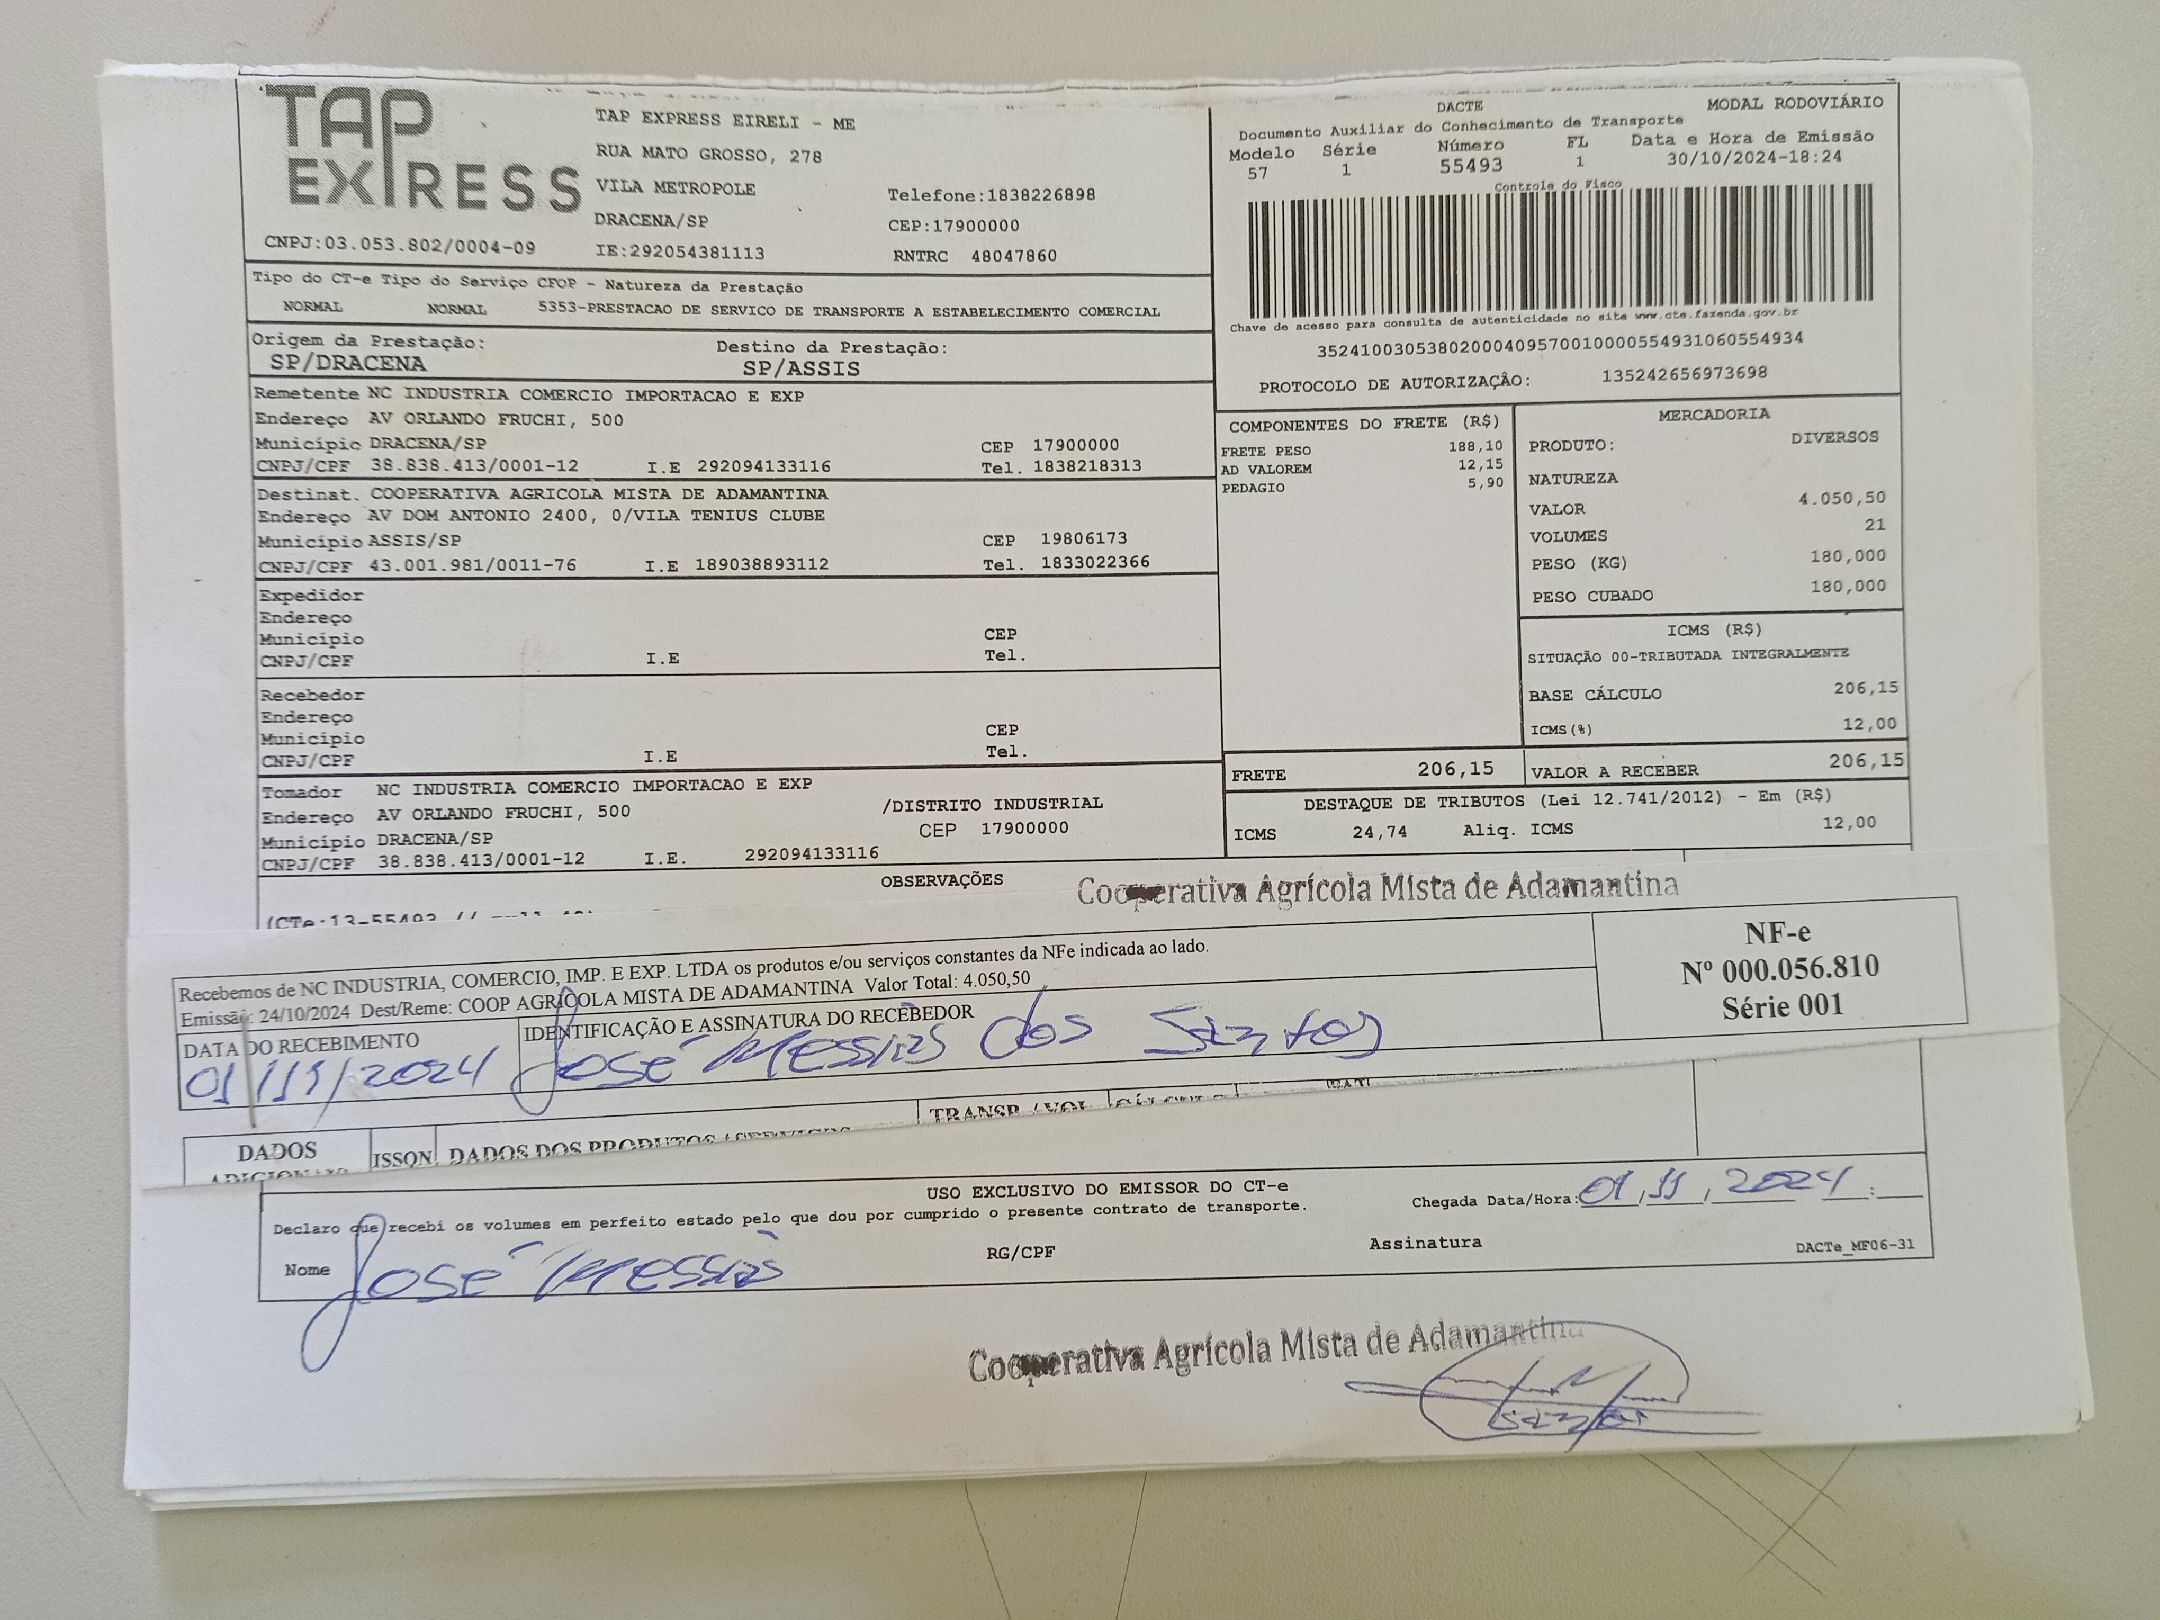 TAP
EXPRESS
CNPJ:03.053.802/0004-09
TAP EXPRESS EIRELI - ME
RUA MATO GROSSO, 278
VILA METROPOLE
DRACENA/SP
IE:292054381113
Telefone:1838226898
CEP:17900000
RNTRC 48047860
DACTE MODAL RODOVIÁRIO
Documento Auxiliar do Conhecimento de Transporte
Modelo Série Número FL Data e Hora de Emissão
57 1 55493 1 30/10/2024-18:24
Controle do Fisco
Chave de acesso para consulta de autenticidade no site www.cte.fazenda.gov.br
35241003053802000409570010000554931060554934
PROTOCOLO DE AUTORIZAÇÂO: 135242656973698
Tipo do CT-e Tipo do Serviço CFOP - Natureza da Prestação
NORMAL NORMAL 5353-PRESTACAO DE SERVICO DE TRANSPORTE A ESTABELECIMENTO COMERCIAL
Origem da Prestação: Destino da Prestação:
SP/DRACENA SP/ASSIS
Remetente NC INDUSTRIA COMERCIO IMPORTACAO E EXP
Endereço AV ORLANDO FRUCHI, 500
Município DRACENA/SP CEP 17900000
CNPJ/CPF 38.838.413/0001-12 I.E 292094133116 Tel. 1838218313
Destinat. COOPERATIVA AGRICOLA MISTA DE ADAMANTINA
Endereço AV DOM ANTONIO 2400, 0/VILA TENIUS CLUBE
Município ASSIS/SP CEP 19806173
CNPJ/CPF 43.001.981/0011-76 I.E 189038893112 Tel. 1833022366
Expedidor
Endereço
Município CEP
CNPJ/CPF I.E Tel.
Recebedor
Endereço
Município CEP
CNPJ/CPF I.E Tel.
Tomador NC INDUSTRIA COMERCIO IMPORTACAO E EXP
Endereço AV ORLANDO FRUCHI, 500 /DISTRITO INDUSTRIAL
Município DRACENA/SP CEP 17900000
CNPJ/CPF 38.838.413/0001-12 I.E. 292094133116
COMPONENTES DO FRETE (R$)
FRETE PESO 188,10
AD VALOREM 12,15
PEDAGIO 5,90
MERCADORIA
PRODUTO: DIVERSOS
NATUREZA
VALOR 4.050,50
VOLUMES 21
PESO (KG) 180,000
PESO CUBADO 180,000
ICMS (R$)
SITUAÇÃO 00-TRIBUTADA INTEGRALMENTE
BASE CÁLCULO 206,15
ICMS(%) 12,00
FRETE 206,15 VALOR A RECEBER 206,15
DESTAQUE DE TRIBUTOS (Lei 12.741/2012) - Em (R$)
ICMS 24,74 Aliq. ICMS 12,00
OBSERVAÇÕES
Cooperativa Agrícola Mista de Adamantina
(CTe:13-55493 //
Recebemos de NC INDUSTRIA, COMERCIO, IMP. E EXP. LTDA os produtos e/ou serviços constantes da NFe indicada ao lado.
Emissão: 24/10/2024 Dest/Reme: COOP AGRÍCOLA MISTA DE ADAMANTINA Valor Total: 4.050,50
DATA DO RECEBIMENTO IDENTIFICAÇÃO E ASSINATURA DO RECEBEDOR
01/11/2024 José Messias dos Santos
NF-e
Nº 000.056.810
Série 001
TRANSP / VOL
DADOS ISSQN DADOS DOS PRODUTOS / SERVIÇOS
USO EXCLUSIVO DO EMISSOR DO CT-e
Declaro que recebi os volumes em perfeito estado pelo que dou por cumprido o presente contrato de transporte. Chegada Data/Hora: 01/11/2024 :
Nome José Messias RG/CPF Assinatura DACTe_MF06-31
Cooperativa Agrícola Mista de Adamantina